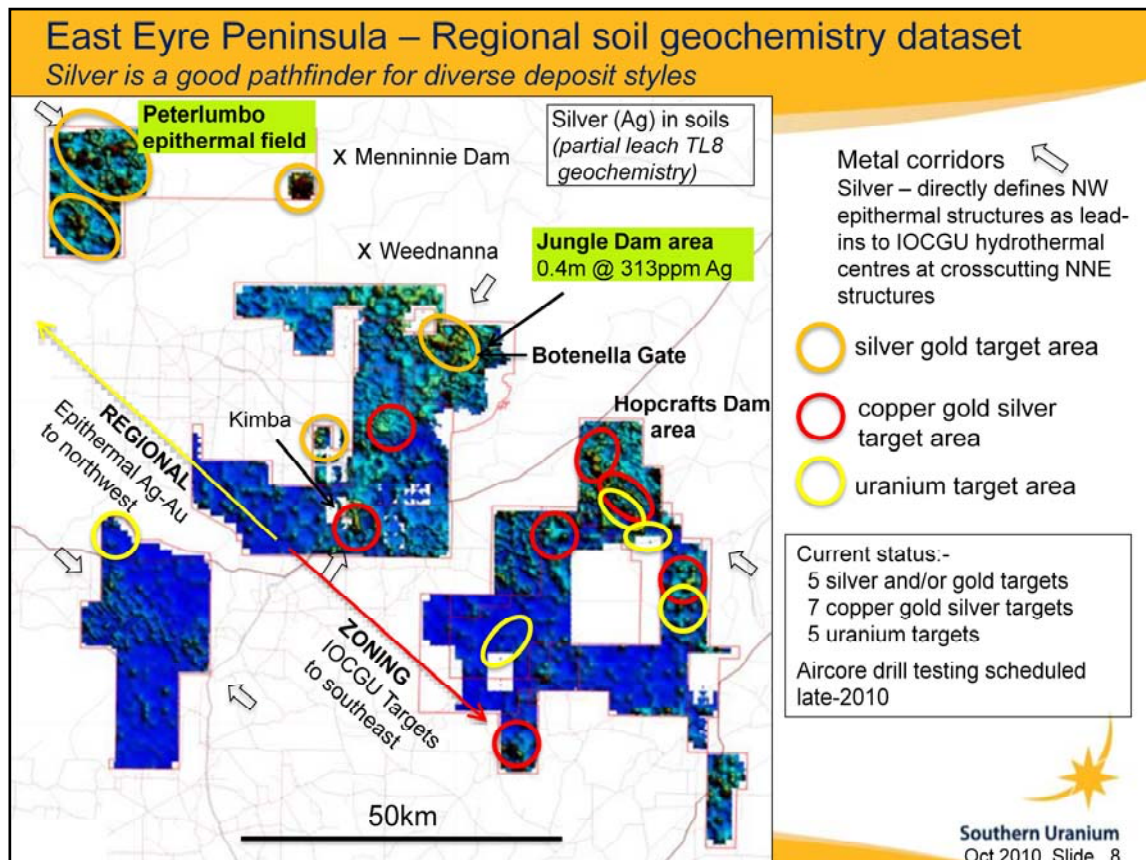 East Eyre Peninsula – Regional soil geochemistry dataset
Silver is a good pathfinder for diverse deposit styles
Peterlumbo
epithermal field
X Menninnie Dam
Silver (Ag) in soils
(partial leach TL8
geochemistry)
X Weednanna
Jungle Dam area
0.4m @ 313ppm Ag
Botenella Gate
Hopcrafts Dam
area
Kimba
REGIONAL
Epithermal Ag-Au
to northwest
ZONING
IOCGU Targets
to southeast
50km
Metal corridors
Silver – directly defines NW
epithermal structures as lead-
ins to IOCGU hydrothermal
centres at crosscutting NNE
structures
silver gold target area
copper gold silver
target area
uranium target area
Current status:-
5 silver and/or gold targets
7 copper gold silver targets
5 uranium targets
Aircore drill testing scheduled
late-2010
Southern Uranium
Oct 2010 Slide 8